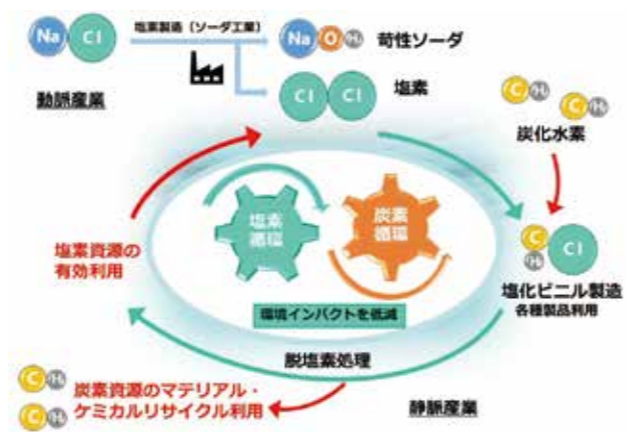 Na Cl
塩素製造（ソーダ工業）
Na O H
苛性ソーダ
動脈産業
Cl Cl
塩素
C H₂
C H₂
炭化水素
塩素
循環
炭素
循環
塩素資源の
有効利用
C H₂ Cl
塩化ビニル製造
各種製品利用
環境インパクトを低減
脱塩素処理
C H₂
C H₂
炭素資源のマテリアル・
ケミカルリサイクル利用
静脈産業